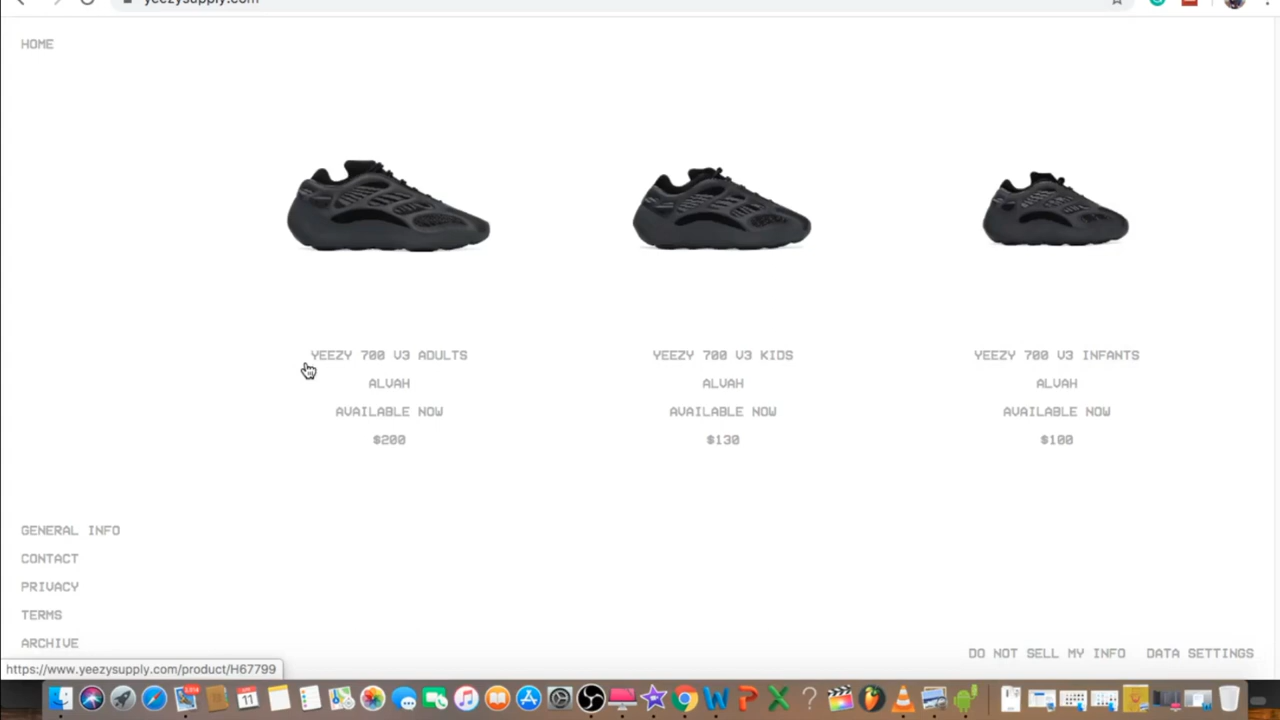 yeezysupply.com
HOME
YEEZY 700 V3 ADULTS
ALVAH
AVAILABLE NOW
$200
YEEZY 700 V3 KIDS
ALVAH
AVAILABLE NOW
$130
YEEZY 700 V3 INFANTS
ALVAH
AVAILABLE NOW
$100
GENERAL INFO
CONTACT
PRIVACY
TERMS
ARCHIVE
DO NOT SELL MY INFO
DATA SETTINGS
https://www.yeezysupply.com/product/H67799
11